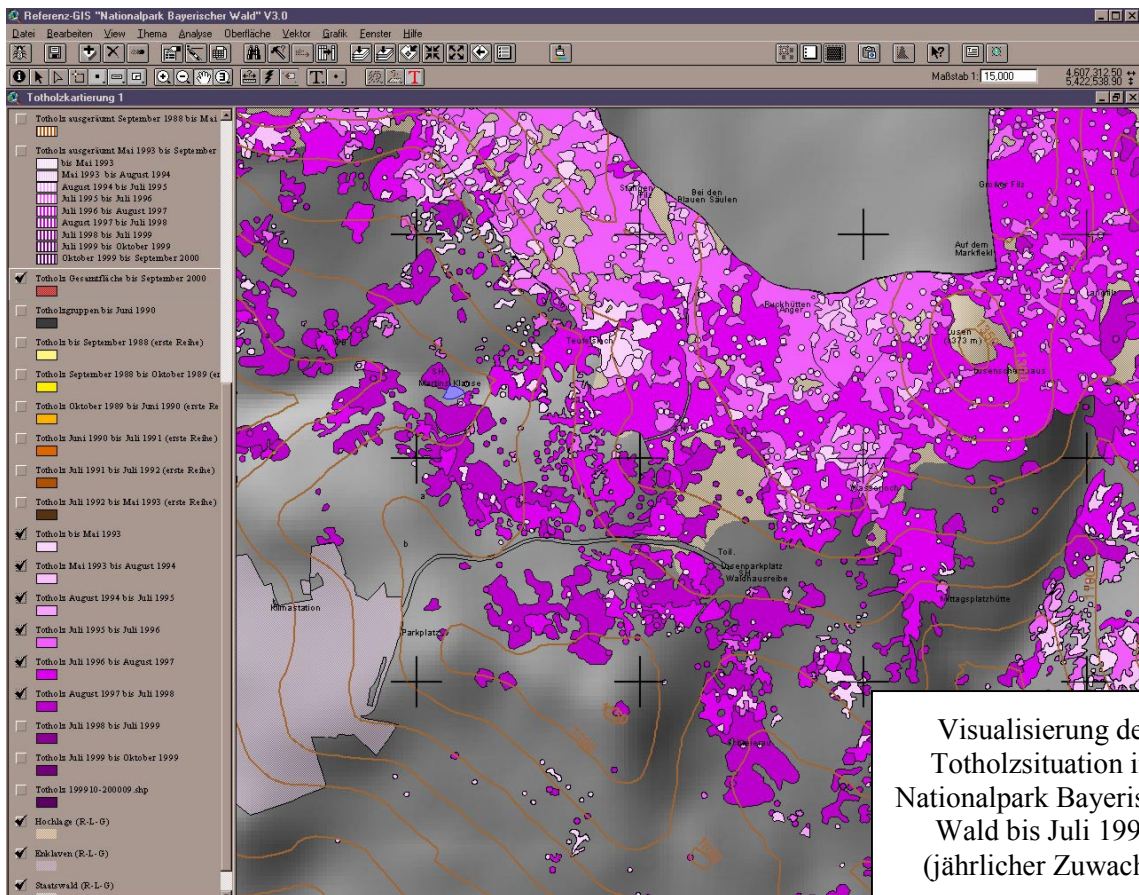 Referenz-GIS "Nationalpark Bayerischer Wald" V3.0
Datei Bearbeiten View Thema Analyse Oberfläche Vektor Grafik Fenster Hilfe
Maßstab 1: 15,000
4,607,312.50
5,422,538.90
Totholzkartierung 1
Totholz ausgeräumt September 1988 bis Mai
Totholz ausgeräumt Mai 1993 bis September
bis Mai 1993
Mai 1993 bis August 1994
August 1994 bis Juli 1995
Juli 1995 bis Juli 1996
Juli 1996 bis August 1997
August 1997 bis Juli 1998
Juli 1998 bis Juli 1999
Juli 1999 bis Oktober 1999
Oktober 1999 bis September 2000
Totholz Gesamtfläche bis September 2000
Totholzgruppen bis Juni 1990
Totholz bis September 1988 (erste Reihe)
Totholz September 1988 bis Oktober 1989 (er
Totholz Oktober 1989 bis Juni 1990 (erste Re
Totholz Juni 1990 bis Juli 1991 (erste Reihe)
Totholz Juli 1991 bis Juli 1992 (erste Reihe)
Totholz Juli 1992 bis Mai 1993 (erste Reihe)
Totholz bis Mai 1993
Totholz Mai 1993 bis August 1994
Totholz August 1994 bis Juli 1995
Totholz Juli 1995 bis Juli 1996
Totholz Juli 1996 bis August 1997
Totholz August 1997 bis Juli 1998
Totholz Juli 1998 bis Juli 1999
Totholz Juli 1999 bis Oktober 1999
Totholz 199910-200009.shp
Hochlage (R-L-G)
Enklaven (R-L-G)
Staatswald (R-L-G)
Bei den
Blauen Säulen
Großer Filz
Auf dem
Markfleckl
(1373 m)
Teufelsloch
S.H.
Martins Klause
a
b
Toil.
Lusenparkplatz
S.H.
Waldhausreibe
Mittagsplatzhütte
Klimastation
Parkplatz
Visualisierung de
Totholzsituation i
Nationalpark Bayeris
Wald bis Juli 199
(jährlicher Zuwach